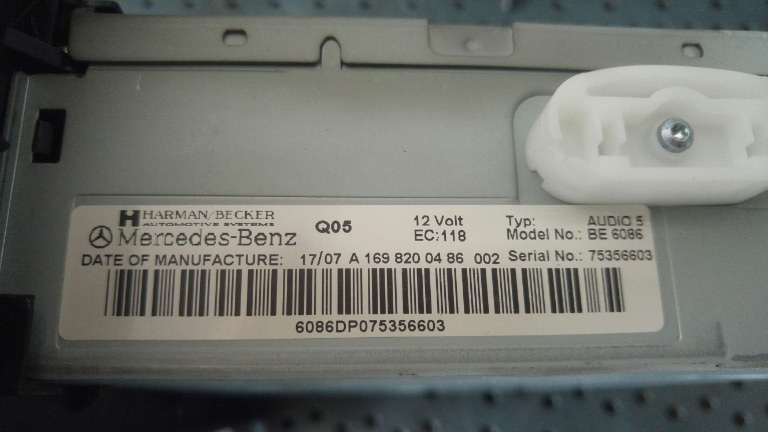 HARMAN/BECKER
AUTOMOTIVE SYSTEMS
Mercedes-Benz
Q05
12 Volt
EC:118
Typ: AUDIO 5
Model No.: BE 6086
DATE OF MANUFACTURE: 17/07 A 169 820 04 86 002 Serial No.: 75356603
6086DP075356603